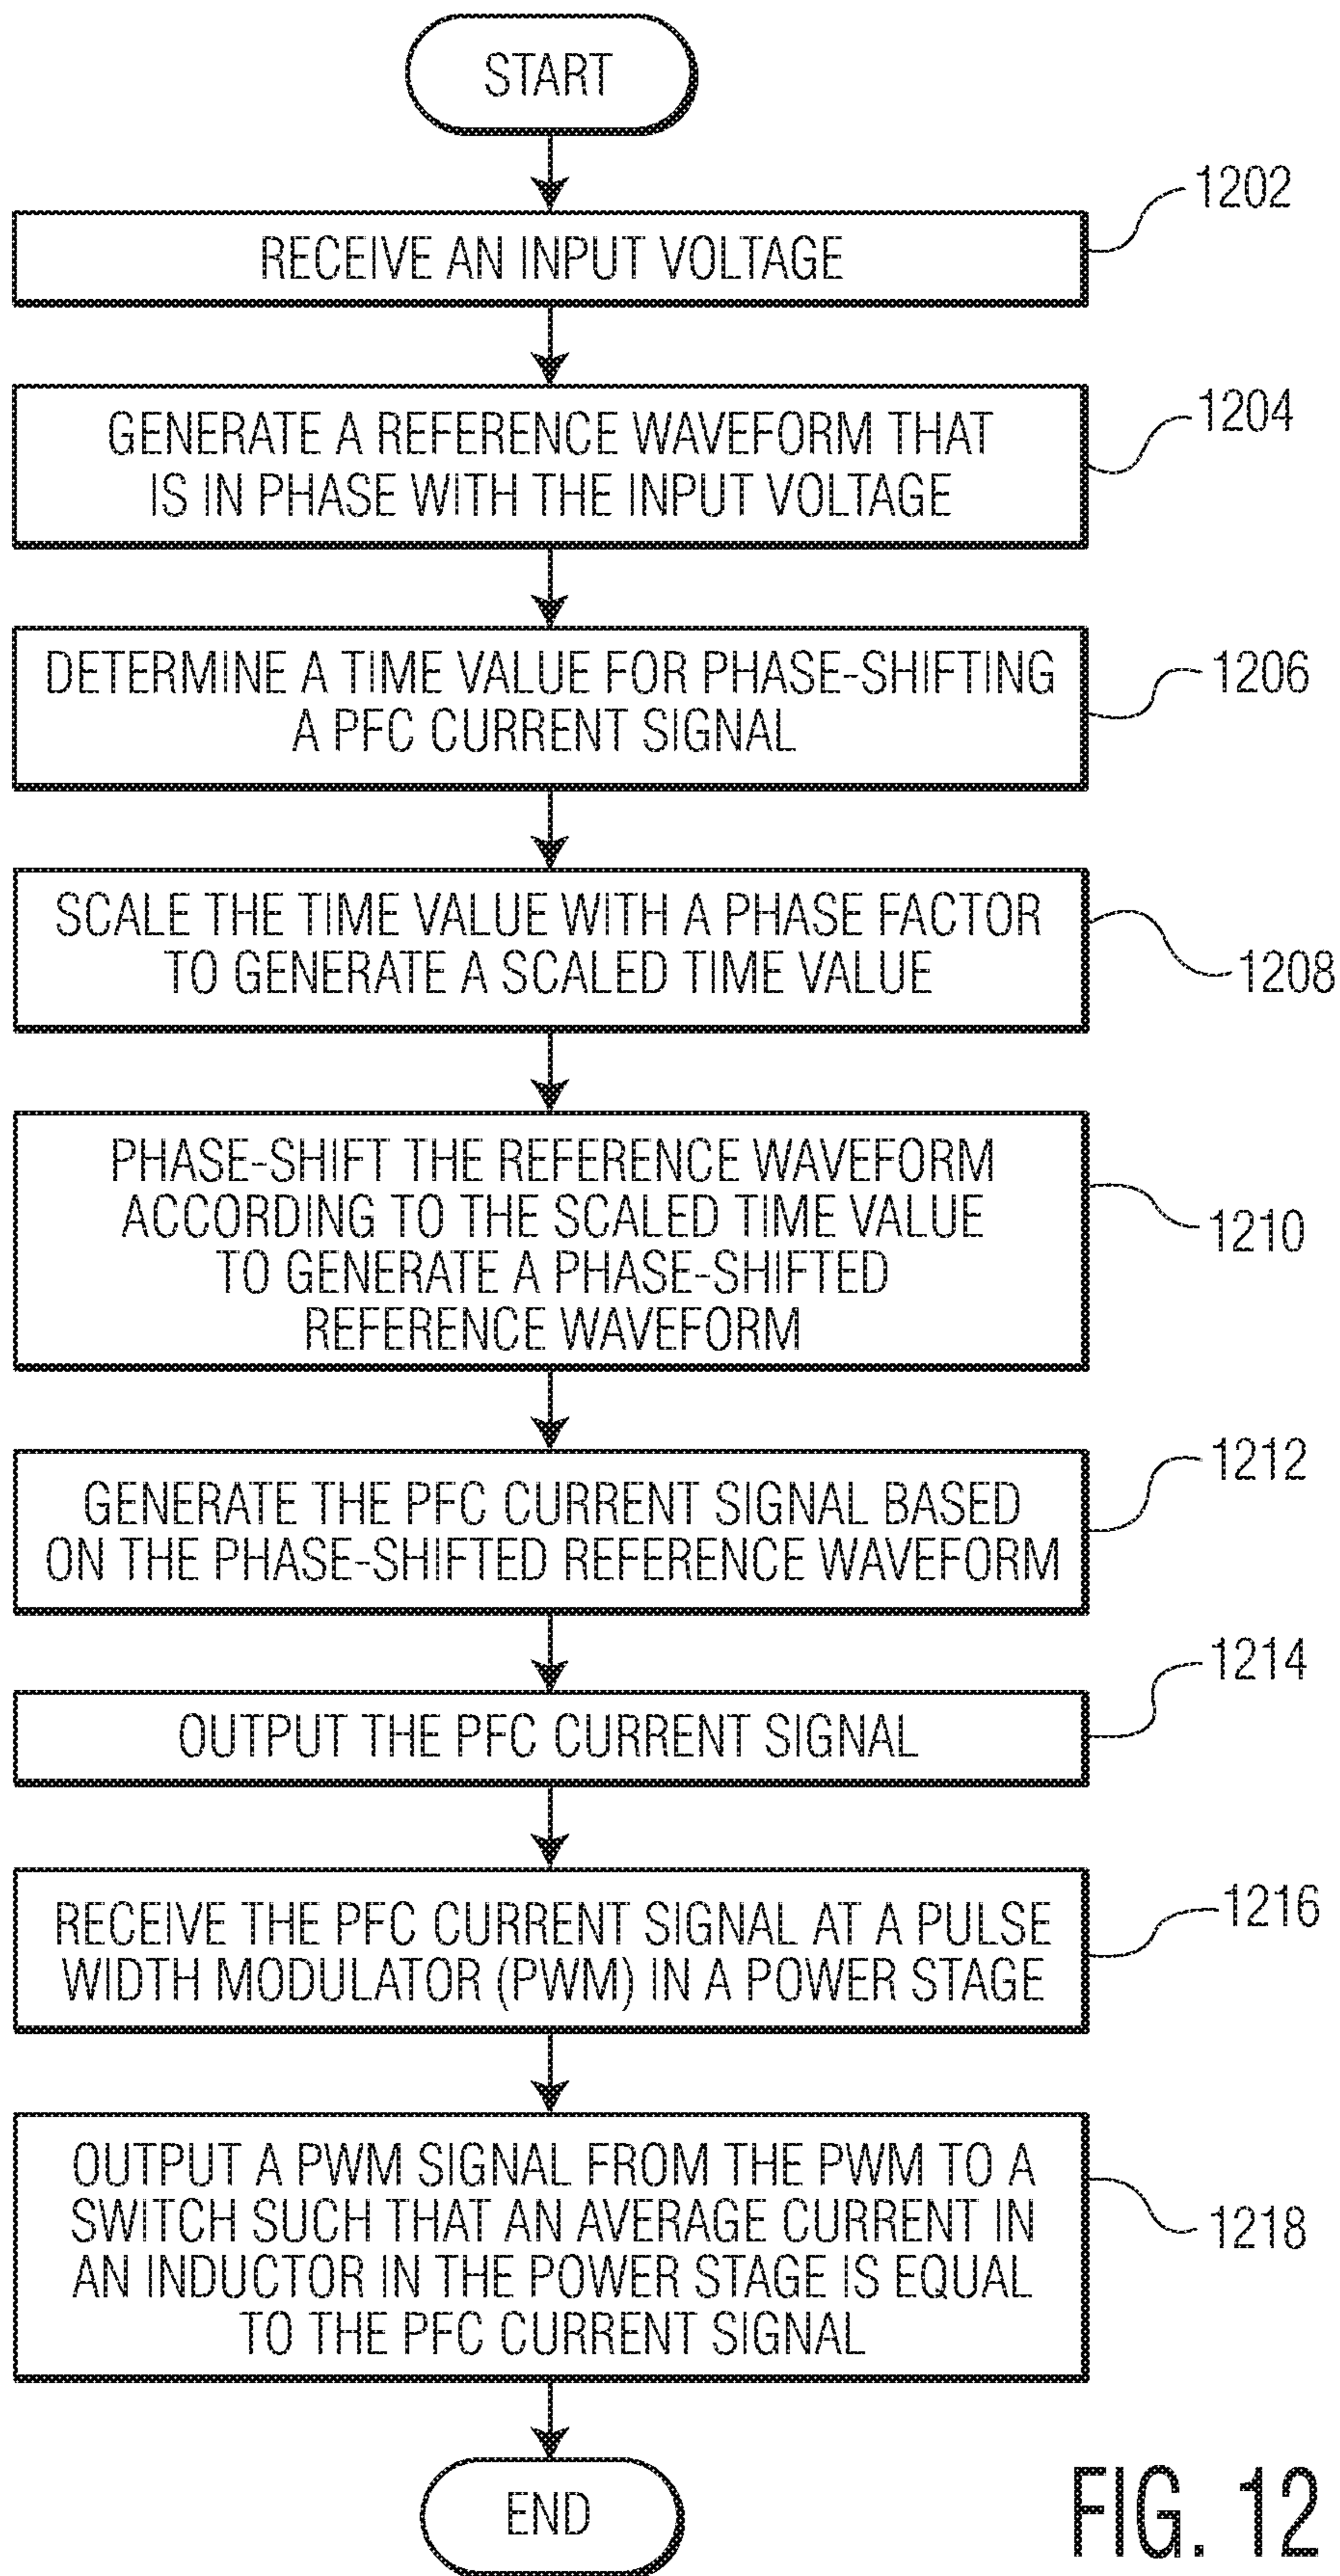 START
1202
RECEIVE AN INPUT VOLTAGE
1204
GENERATE A REFERENCE WAVEFORM THAT
IS IN PHASE WITH THE INPUT VOLTAGE
1206
DETERMINE A TIME VALUE FOR PHASE-SHIFTING
A PFC CURRENT SIGNAL
SCALE THE TIME VALUE WITH A PHASE FACTOR
TO GENERATE A SCALED TIME VALUE
1208
PHASE-SHIFT THE REFERENCE WAVEFORM
ACCORDING TO THE SCALED TIME VALUE
TO GENERATE A PHASE-SHIFTED
REFERENCE WAVEFORM
1210
1212
GENERATE THE PFC CURRENT SIGNAL BASED
ON THE PHASE-SHIFTED REFERENCE WAVEFORM
1214
OUTPUT THE PFC CURRENT SIGNAL
1216
RECEIVE THE PFC CURRENT SIGNAL AT A PULSE
WIDTH MODULATOR (PWM) IN A POWER STAGE
OUTPUT A PWM SIGNAL FROM THE PWM TO A
SWITCH SUCH THAT AN AVERAGE CURRENT IN
AN INDUCTOR IN THE POWER STAGE IS EQUAL
TO THE PFC CURRENT SIGNAL
1218
END
FIG. 12